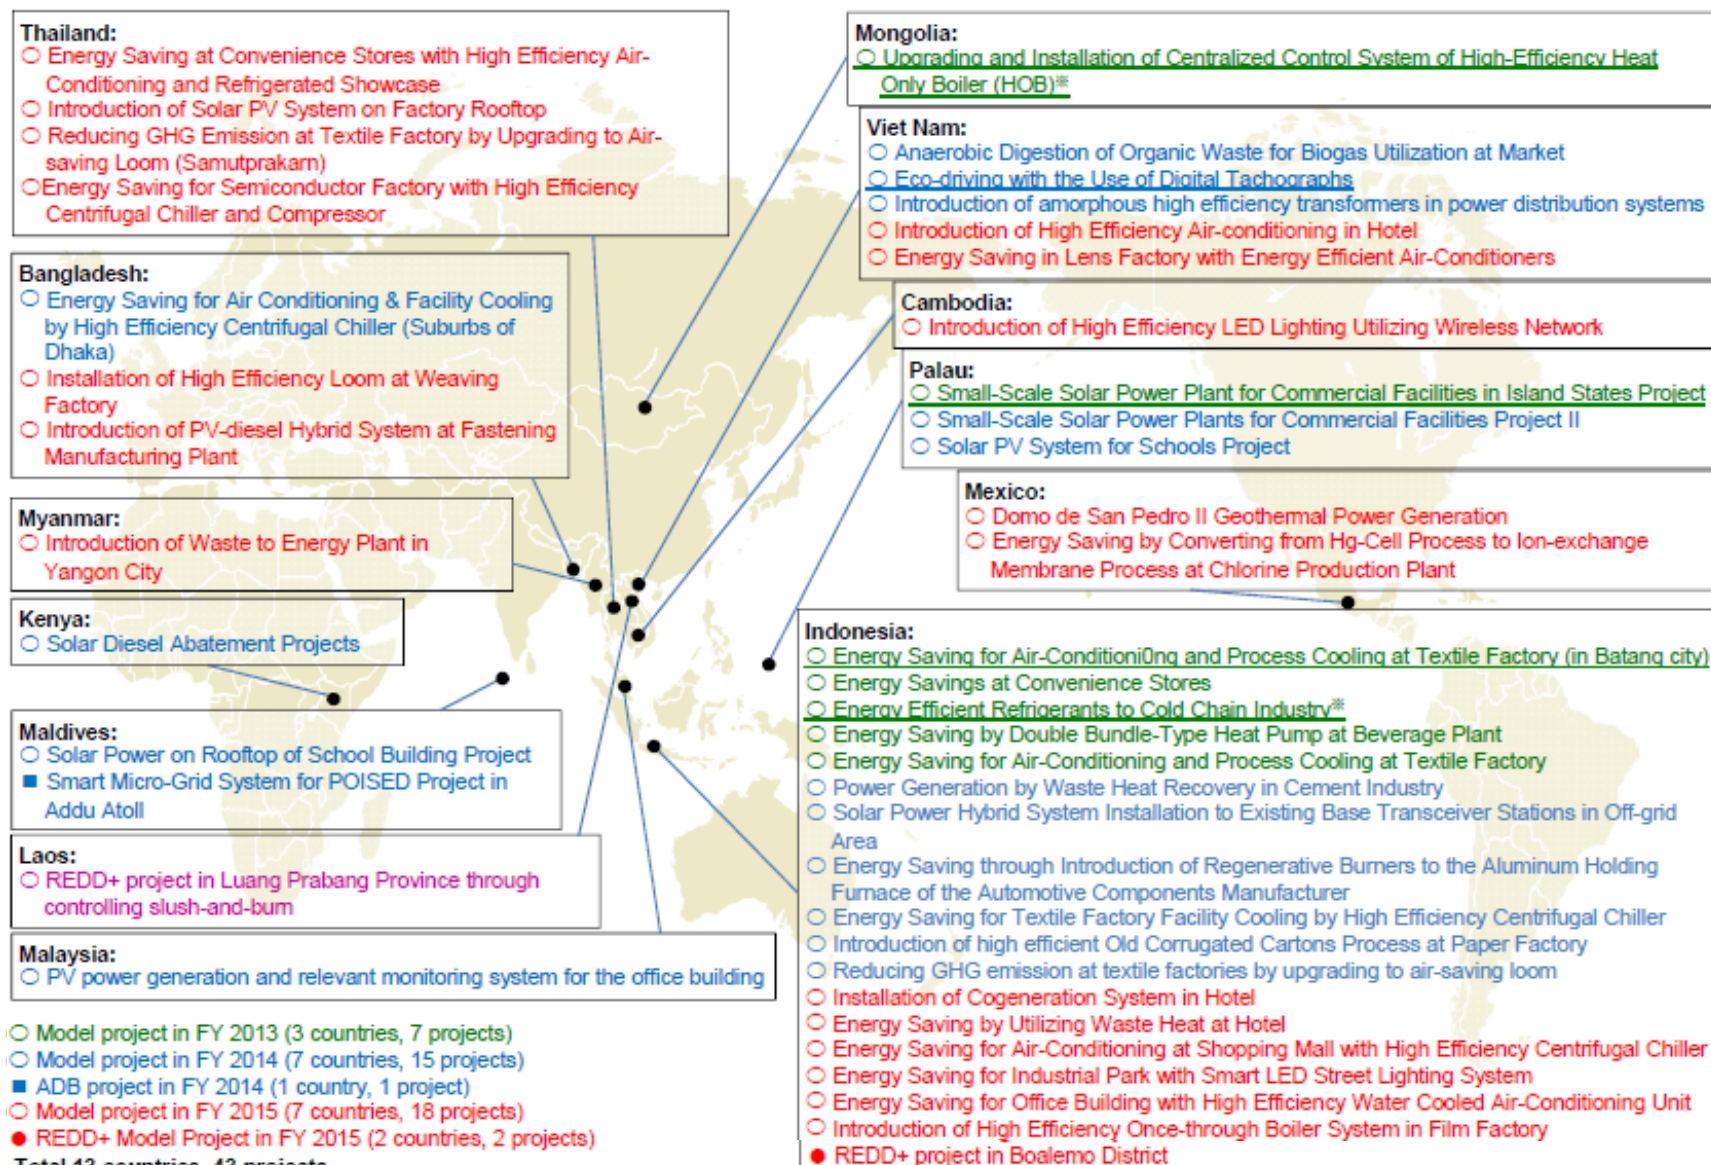 Thailand:
○ Energy Saving at Convenience Stores with High Efficiency Air-
Conditioning and Refrigerated Showcase
○ Introduction of Solar PV System on Factory Rooftop
○ Reducing GHG Emission at Textile Factory by Upgrading to Air-
saving Loom (Samutprakarn)
○Energy Saving for Semiconductor Factory with High Efficiency
Centrifugal Chiller and Compressor
Bangladesh:
○ Energy Saving for Air Conditioning & Facility Cooling
by High Efficiency Centrifugal Chiller (Suburbs of
Dhaka)
○ Installation of High Efficiency Loom at Weaving
Factory
○ Introduction of PV-diesel Hybrid System at Fastening
Manufacturing Plant
Myanmar:
○ Introduction of Waste to Energy Plant in
Yangon City
Kenya:
○ Solar Diesel Abatement Projects
Maldives:
○ Solar Power on Rooftop of School Building Project
■ Smart Micro-Grid System for POISED Project in
Addu Atoll
Laos:
○ REDD+ project in Luang Prabang Province through
controlling slush-and-burn
Malaysia:
○ PV power generation and relevant monitoring system for the office building
○ Model project in FY 2013 (3 countries, 7 projects)
○ Model project in FY 2014 (7 countries, 15 projects)
■ ADB project in FY 2014 (1 country, 1 project)
○ Model project in FY 2015 (7 countries, 18 projects)
● REDD+ Model Project in FY 2015 (2 countries, 2 projects)
Total 13 countries, 43 projects
Mongolia:
○ Upgrading and Installation of Centralized Control System of High-Efficiency Heat
Only Boiler (HOB)※
Viet Nam:
○ Anaerobic Digestion of Organic Waste for Biogas Utilization at Market
○ Eco-driving with the Use of Digital Tachographs
○ Introduction of amorphous high efficiency transformers in power distribution systems
○ Introduction of High Efficiency Air-conditioning in Hotel
○ Energy Saving in Lens Factory with Energy Efficient Air-Conditioners
Cambodia:
○ Introduction of High Efficiency LED Lighting Utilizing Wireless Network
Palau:
○ Small-Scale Solar Power Plant for Commercial Facilities in Island States Project
○ Small-Scale Solar Power Plants for Commercial Facilities Project II
○ Solar PV System for Schools Project
Mexico:
○ Domo de San Pedro II Geothermal Power Generation
○ Energy Saving by Converting from Hg-Cell Process to Ion-exchange
Membrane Process at Chlorine Production Plant
Indonesia:
○ Energy Saving for Air-Conditioni0ng and Process Cooling at Textile Factory (in Batang city)
○ Energy Savings at Convenience Stores
○ Energy Efficient Refrigerants to Cold Chain Industry※
○ Energy Saving by Double Bundle-Type Heat Pump at Beverage Plant
○ Energy Saving for Air-Conditioning and Process Cooling at Textile Factory
○ Power Generation by Waste Heat Recovery in Cement Industry
○ Solar Power Hybrid System Installation to Existing Base Transceiver Stations in Off-grid
Area
○ Energy Saving through Introduction of Regenerative Burners to the Aluminum Holding
Furnace of the Automotive Components Manufacturer
○ Energy Saving for Textile Factory Facility Cooling by High Efficiency Centrifugal Chiller
○ Introduction of high efficient Old Corrugated Cartons Process at Paper Factory
○ Reducing GHG emission at textile factories by upgrading to air-saving loom
○ Installation of Cogeneration System in Hotel
○ Energy Saving by Utilizing Waste Heat at Hotel
○ Energy Saving for Air-Conditioning at Shopping Mall with High Efficiency Centrifugal Chiller
○ Energy Saving for Industrial Park with Smart LED Street Lighting System
○ Energy Saving for Office Building with High Efficiency Water Cooled Air-Conditioning Unit
○ Introduction of High Efficiency Once-through Boiler System in Film Factory
● REDD+ project in Boalemo District